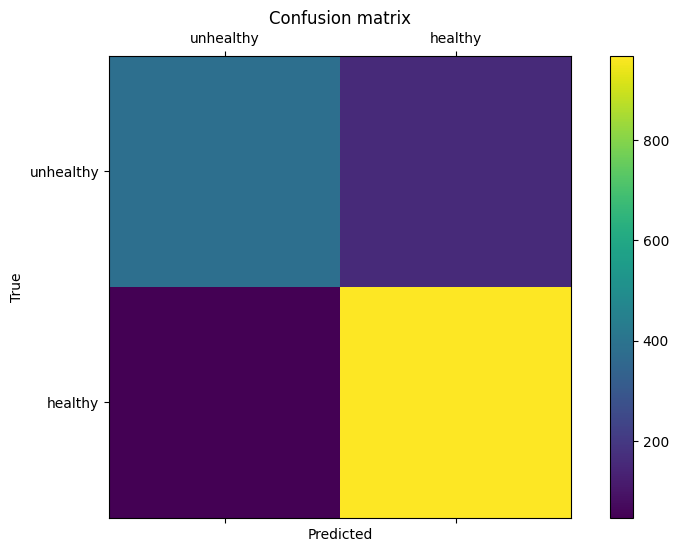 Confusion matrix
unhealthy healthy
unhealthy
healthy
True
Predicted
800
600
400
200